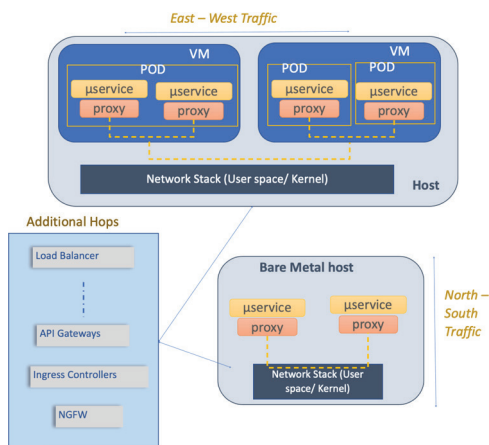 East – West Traffic
VM
POD
μservice
proxy
μservice
proxy
VM
POD
μservice
proxy
POD
μservice
proxy
Network Stack (User space/ Kernel)
Host
Additional Hops
Load Balancer
API Gateways
Ingress Controllers
NGFW
Bare Metal host
μservice
proxy
μservice
proxy
Network Stack (User
space/ Kernel)
North –
South
Traffic